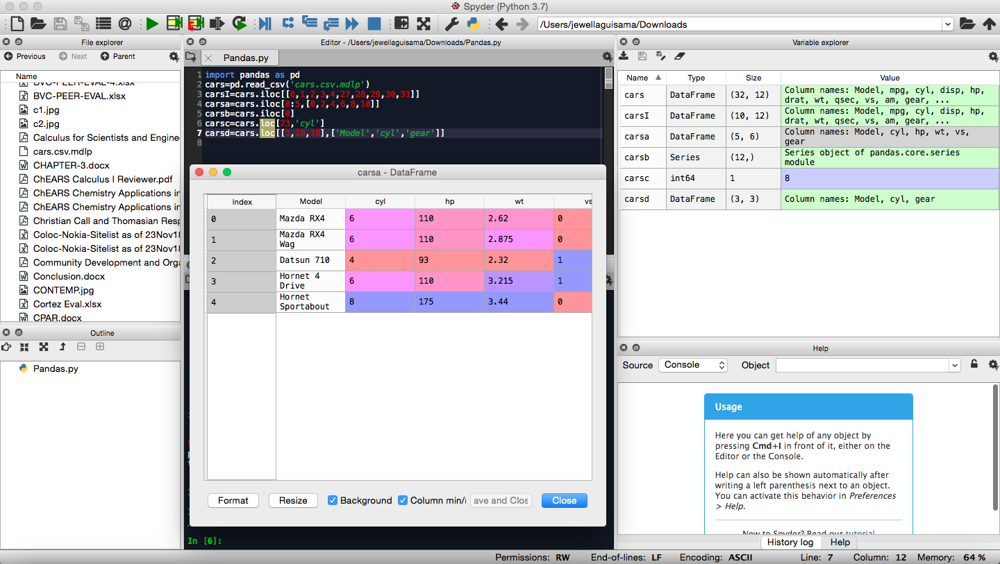 Spyder (Python 3.7)
/Users/jewellaguisama/Downloads
File explorer
Previous
Next
Parent
Name
BVC-PEER-EVAL-4.xlsx
BVC-PEER-EVAL.xlsx
c1.jpg
c2.jpg
Calculus for Scientists and Engine
cars.csv.mdlp
CHAPTER-3.docx
ChEARS Calculus I Reviewer.pdf
ChEARS Chemistry Applications in
ChEARS Chemistry Applications in
Christian Call and Thomasian Resp
Coloc-Nokia-Sitelist as of 23Nov18
Coloc-Nokia-Sitelist as of 23Nov18
Community Development and Orga
Conclusion.docx
CONTEMP.jpg
Cortez Eval.xlsx
CPAR.docx
Outline
Pandas.py
Editor - /Users/jewellaguisama/Downloads/Pandas.py
Pandas.py
1 import pandas as pd
2 cars=pd.read_csv('cars.csv.mdlp')
3 carsI=cars.iloc[[0,1,2,3,4,27,28,29,30,31]]
4 carsa=cars.iloc[0:5,[0,2,4,6,8,10]]
5 carsb=cars.iloc[0]
6 carsc=cars.loc[23,'cyl']
7 carsd=cars.loc[[1,28,18],['Model','cyl','gear']]
8
carsa - DataFrame
Index Model cyl hp wt vs
0 Mazda RX4 6 110 2.62 0
1 Mazda RX4 Wag 6 110 2.875 0
2 Datsun 710 4 93 2.32 1
3 Hornet 4 Drive 6 110 3.215 1
4 Hornet Sportabout 8 175 3.44 0
Format Resize Background Column min/ ave and Clos Close
In [6]:
Variable explorer
Name Type Size Value
cars DataFrame (32, 12) Column names: Model, mpg, cyl, disp, hp,
drat, wt, qsec, vs, am, gear, ...
carsI DataFrame (10, 12) Column names: Model, mpg, cyl, disp, hp,
drat, wt, qsec, vs, am, gear, ...
carsa DataFrame (5, 6) Column names: Model, cyl, hp, wt, vs,
gear
carsb Series (12,) Series object of pandas.core.series
module
carsc int64 1 8
carsd DataFrame (3, 3) Column names: Model, cyl, gear
Help
Source Console Object
Usage
Here you can get help of any object by
pressing Cmd+I in front of it, either on the
Editor or the Console.
Help can also be shown automatically after
writing a left parenthesis next to an object.
You can activate this behavior in Preferences
> Help.
New to Spyder? Read our tutorial
History log Help
Permissions: RW End-of-lines: LF Encoding: ASCII Line: 7 Column: 12 Memory: 64 %